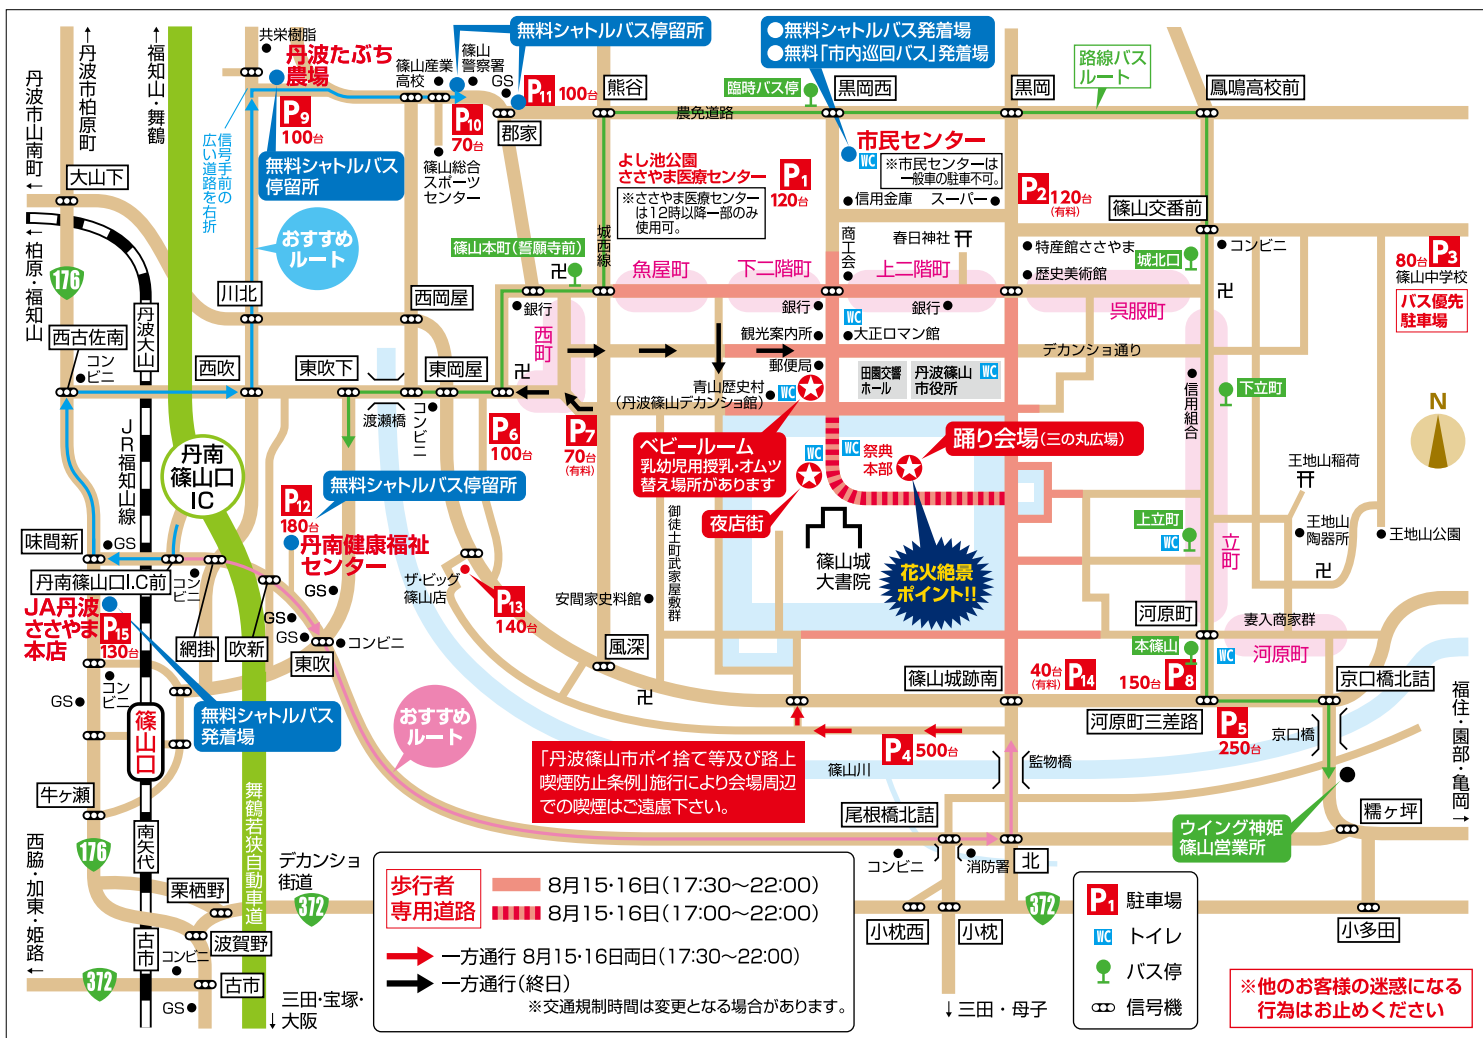 丹波市山南町
丹波市柏原町
福知山・舞鶴
共栄樹脂
丹波たぶち
農場
P9
100台
信号手前の
広い道路を右折
無料シャトルバス
停留所
無料シャトルバス停留所
篠山産業
高校
篠山
警察署
GS
P10
70台
P11 100台
郡家
篠山総合
スポーツ
センター
熊谷
●無料シャトルバス発着場
●無料「市内巡回バス」発着場
臨時バス停
黒岡西
黒岡
路線バス
ルート
鳳鳴高校前
農免道路
市民センター
WC
※市民センターは
一般車の駐車不可。
よし池公園
ささやま医療センター
P1
120台
※ささやま医療センター
は12時以降一部のみ
使用可。
信用金庫
スーパー
P2 120台
(有料)
篠山交番前
コンビニ
大山下
柏原・福知山
176
おすすめ
ルート
篠山本町(誓願寺前)
城西線
商工会
春日神社
特産館ささやま
歴史美術館
城北口
80台 P3
篠山中学校
バス優先
駐車場
魚屋町
下二階町
上二階町
呉服町
川北
西岡屋
銀行
西町
銀行
銀行
WC
観光案内所
大正ロマン館
デカンショ通り
丹波大山
西古佐南
コン
ビニ
西吹
東吹下
東岡屋
郵便局
青山歴史村
(丹波篠山デカンショ館)
WC
田園交響
ホール
丹波篠山
市役所
WC
信用組合
下立町
渡瀬橋
コンビニ
P6
100台
P7
70台
(有料)
ベビールーム
乳幼児用授乳・オムツ
替え場所があります
WC
WC
祭典
本部
踊り会場(三の丸広場)
N
JR福知山線
丹南
篠山口
IC
P12
180台
無料シャトルバス停留所
夜店街
王地山稲荷
上立町
WC
立町
王地山
陶器所
王地山公園
味間新
GS
丹南篠山口I.C前
コン
ビニ
丹南健康福祉
センター
ザ・ビッグ
篠山店
御徒士町武家屋敷群
篠山城
大書院
花火絶景
ポイント!!
JA丹波
ささやま
本店
P15
130台
網掛
吹新
GS
GS
GS
東吹
コンビニ
P13
140台
安間家史料館
風深
河原町
妻入商家群
本篠山
WC
河原町
コン
ビニ
GS
篠山城跡南
40台 P14
(有料)
150台 P8
京口橋北詰
河原町三差路
P5
250台
京口橋
福住・園部・亀岡
無料シャトルバス
発着場
篠山口
おすすめ
ルート
「丹波篠山市ポイ捨て等及び路上
喫煙防止条例」施行により会場周辺
での喫煙はご遠慮下さい。
P4 500台
篠山川
監物橋
牛ヶ瀬
尾根橋北詰
糯ヶ坪
ウイング神姫
篠山営業所
西脇・加東・姫路
176
南矢代
舞鶴若狭自動車道
デカンショ
街道
372
栗栖野
コンビニ
消防署
北
372
小枕西
小枕
小多田
古市
波賀野
コンビニ
372
古市
GS
三田・宝塚・
大阪
三田・母子
歩行者
専用道路
8月15・16日(17:30〜22:00)
8月15・16日(17:00〜22:00)
一方通行 8月15・16日両日(17:30〜22:00)
一方通行(終日)
※交通規制時間は変更となる場合があります。
P1 駐車場
WC トイレ
バス停
信号機
※他のお客様の迷惑になる
行為はお止めください